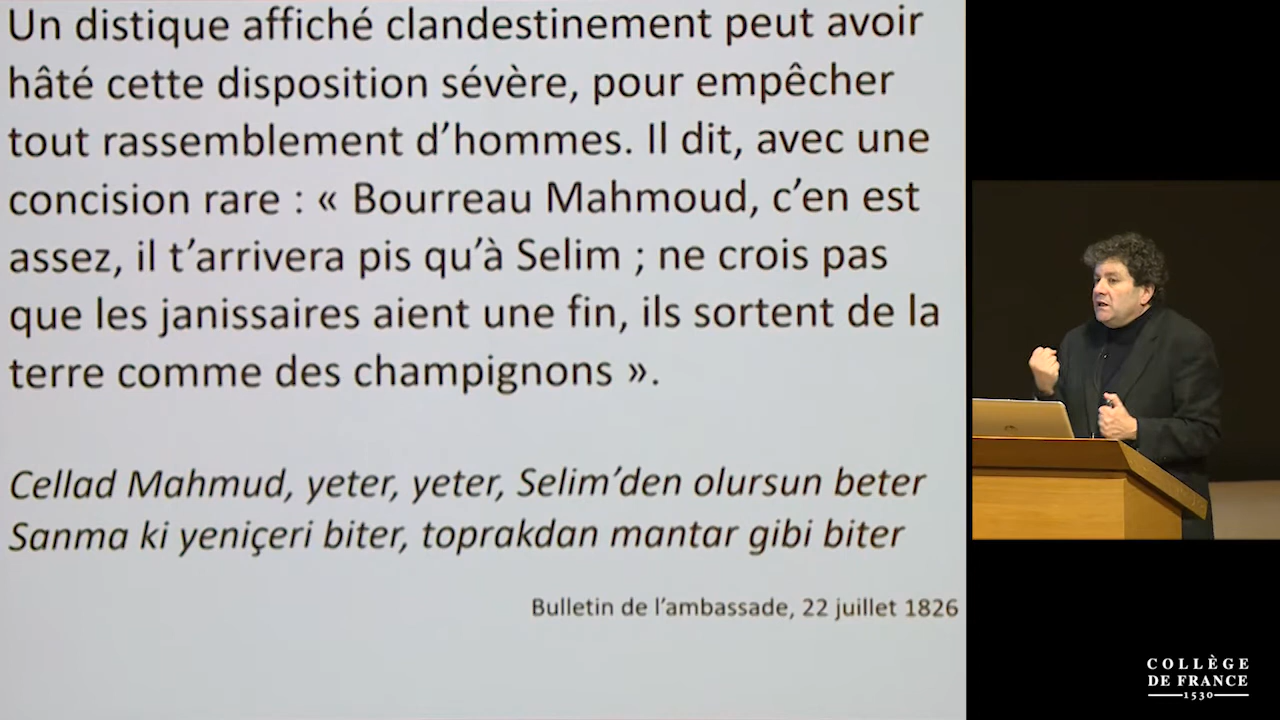 Un distique affiché clandestinement peut avoir
hâté cette disposition sévère, pour empêcher
tout rassemblement d’hommes. Il dit, avec une
concision rare : « Bourreau Mahmoud, c’en est
assez, il t’arrivera pis qu’à Selim ; ne crois pas
que les janissaires aient une fin, ils sortent de la
terre comme des champignons ».
Cellad Mahmud, yeter, yeter, Selim’den olursun beter
Sanma ki yeniçeri biter, toprakdan mantar gibi biter
Bulletin de l’ambassade, 22 juillet 1826
COLLÈGE
DE FRANCE
1530